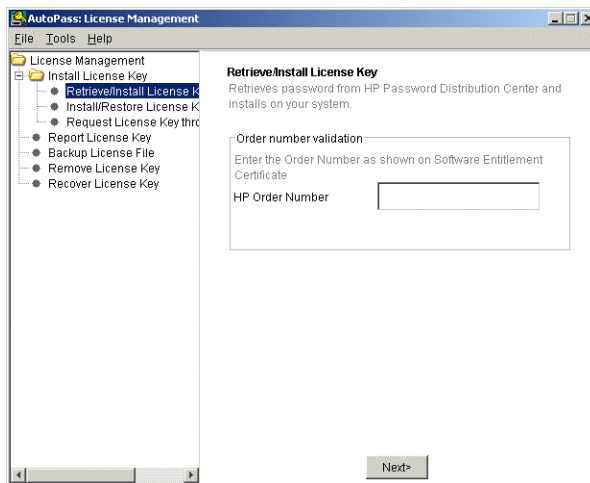 AutoPass: License Management
File Tools Help
License Management
Install License Key
Retrieve/Install License K
Install/Restore License K
Request License Key thro
Report License Key
Backup License File
Remove License Key
Recover License Key
Retrieve/Install License Key
Retrieves password from HP Password Distribution Center and
installs on your system.
Order number validation
Enter the Order Number as shown on Software Entitlement
Certificate
HP Order Number
Next>